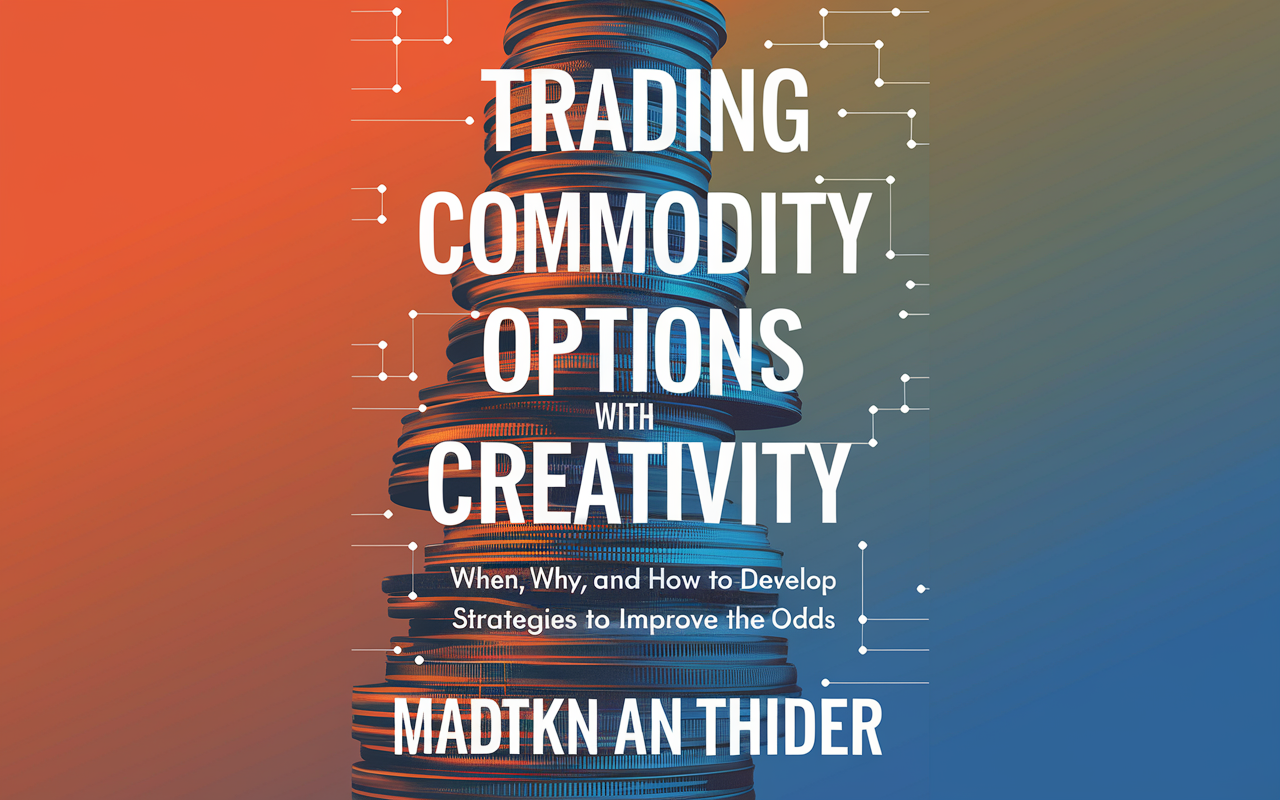 TRADING
COMMODITY
OPTIONS
WITH
CREATIVITY
When, Why, and How to Develop
Strategies to Improve the Odds
MADTKN AN THIDER